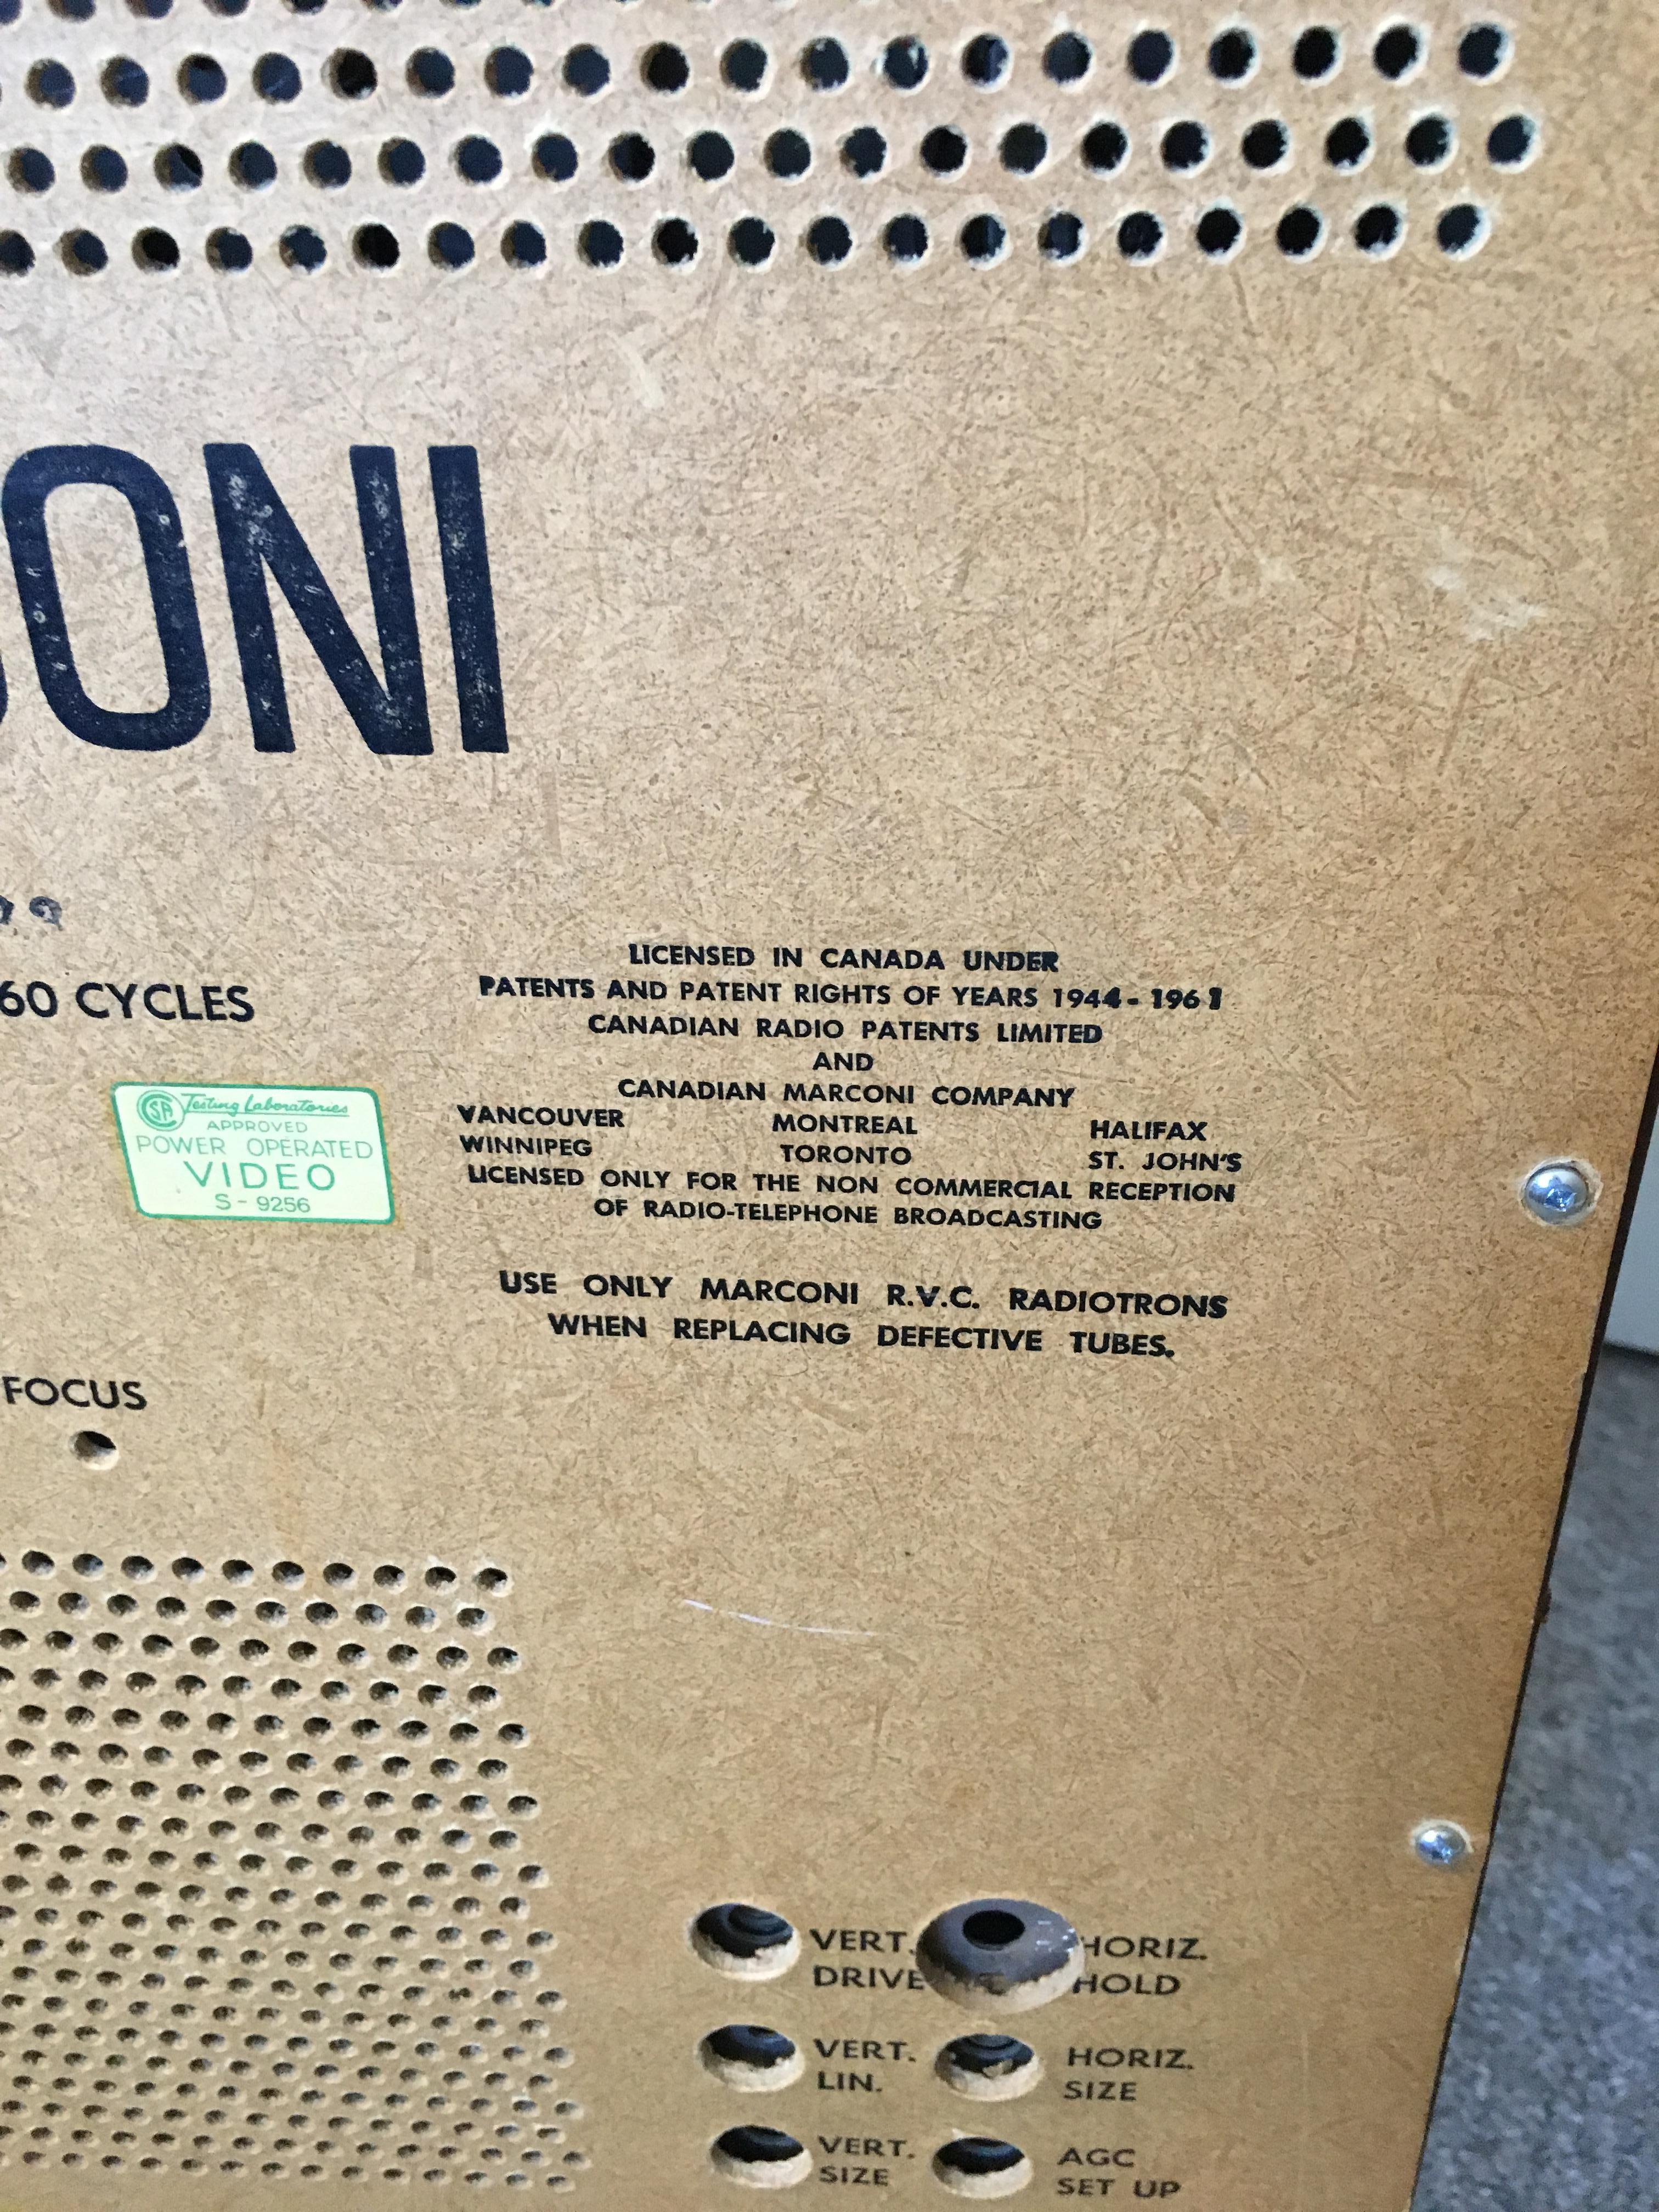 ONI
60 CYCLES
LICENSED IN CANADA UNDER
PATENTS AND PATENT RIGHTS OF YEARS 1944-1961
CANADIAN RADIO PATENTS LIMITED
AND
CANADIAN MARCONI COMPANY
VANCOUVER MONTREAL HALIFAX
WINNIPEG TORONTO ST. JOHN'S
LICENSED ONLY FOR THE NON COMMERCIAL RECEPTION
OF RADIO-TELEPHONE BROADCASTING
CSA Testing Laboratories
APPROVED
POWER OPERATED
VIDEO
S-9256
USE ONLY MARCONI R.V.C. RADIOTRONS
WHEN REPLACING DEFECTIVE TUBES.
FOCUS
VERT. HORIZ.
DRIVE HOLD
VERT. HORIZ.
LIN. SIZE
VERT. AGC
SIZE SET UP